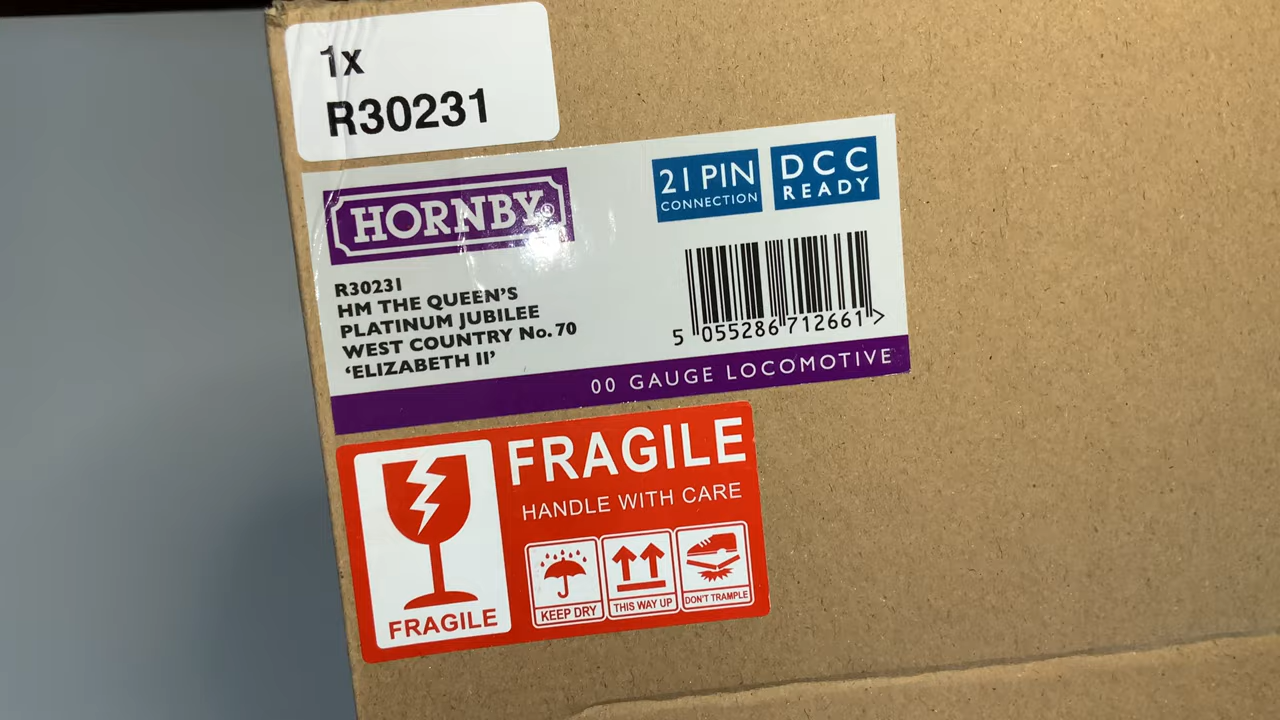 1x
R30231
HORNBY®
21 PIN
CONNECTION
DCC
READY
R30231
HM THE QUEEN'S
PLATINUM JUBILEE
WEST COUNTRY No. 70
'ELIZABETH II'
5 055286 712661 >
00 GAUGE LOCOMOTIVE
FRAGILE
HANDLE WITH CARE
FRAGILE
KEEP DRY
THIS WAY UP
DON'T TRAMPLE